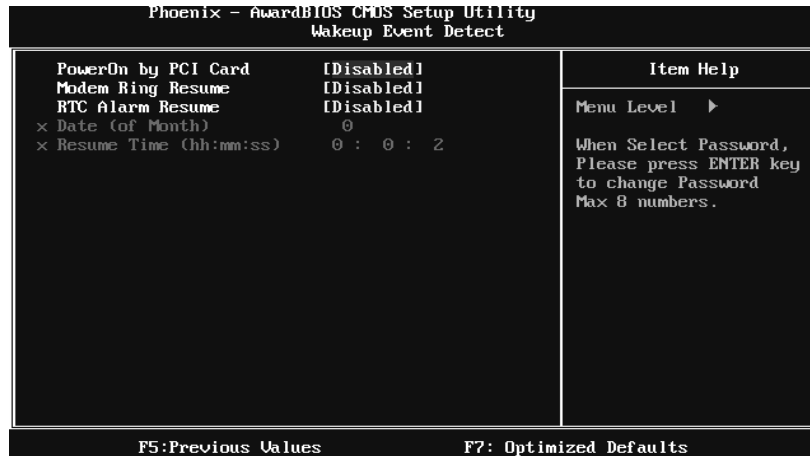 Phoenix - AwardBIOS CMOS Setup Utility
Wakeup Event Detect
PowerOn by PCI Card [Disabled]
Modem Ring Resume [Disabled]
RTC Alarm Resume [Disabled]
x Date (of Month) 0
x Resume Time (hh:mm:ss) 0 : 0 : 2
Item Help
Menu Level ▶
When Select Password,
Please press ENTER key
to change Password
Max 8 numbers.
F5:Previous Values F7: Optimized Defaults